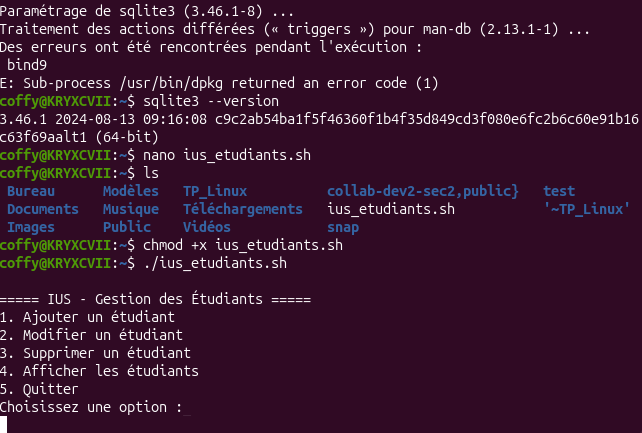 Paramétrage de sqlite3 (3.46.1-8) ...
Traitement des actions différées (« triggers ») pour man-db (2.13.1-1) ...
Des erreurs ont été rencontrées pendant l'exécution :
 bind9
E: Sub-process /usr/bin/dpkg returned an error code (1)
coffy@KRYXCVII:~$ sqlite3 --version
3.46.1 2024-08-13 09:16:08 c9c2ab54ba1f5f46360f1b4f35d849cd3f080e6fc2b6c60e91b16
c63f69aalt1 (64-bit)
coffy@KRYXCVII:~$ nano ius_etudiants.sh
coffy@KRYXCVII:~$ ls
 Bureau      Modèles   TP_Linux          collab-dev2-sec2,public}   test
 Documents   Musique   Téléchargements   ius_etudiants.sh           '~TP_Linux'
 Images      Public    Vidéos            snap
coffy@KRYXCVII:~$ chmod +x ius_etudiants.sh
coffy@KRYXCVII:~$ ./ius_etudiants.sh

===== IUS - Gestion des Étudiants =====
1. Ajouter un étudiant
2. Modifier un étudiant
3. Supprimer un étudiant
4. Afficher les étudiants
5. Quitter
Choisissez une option :